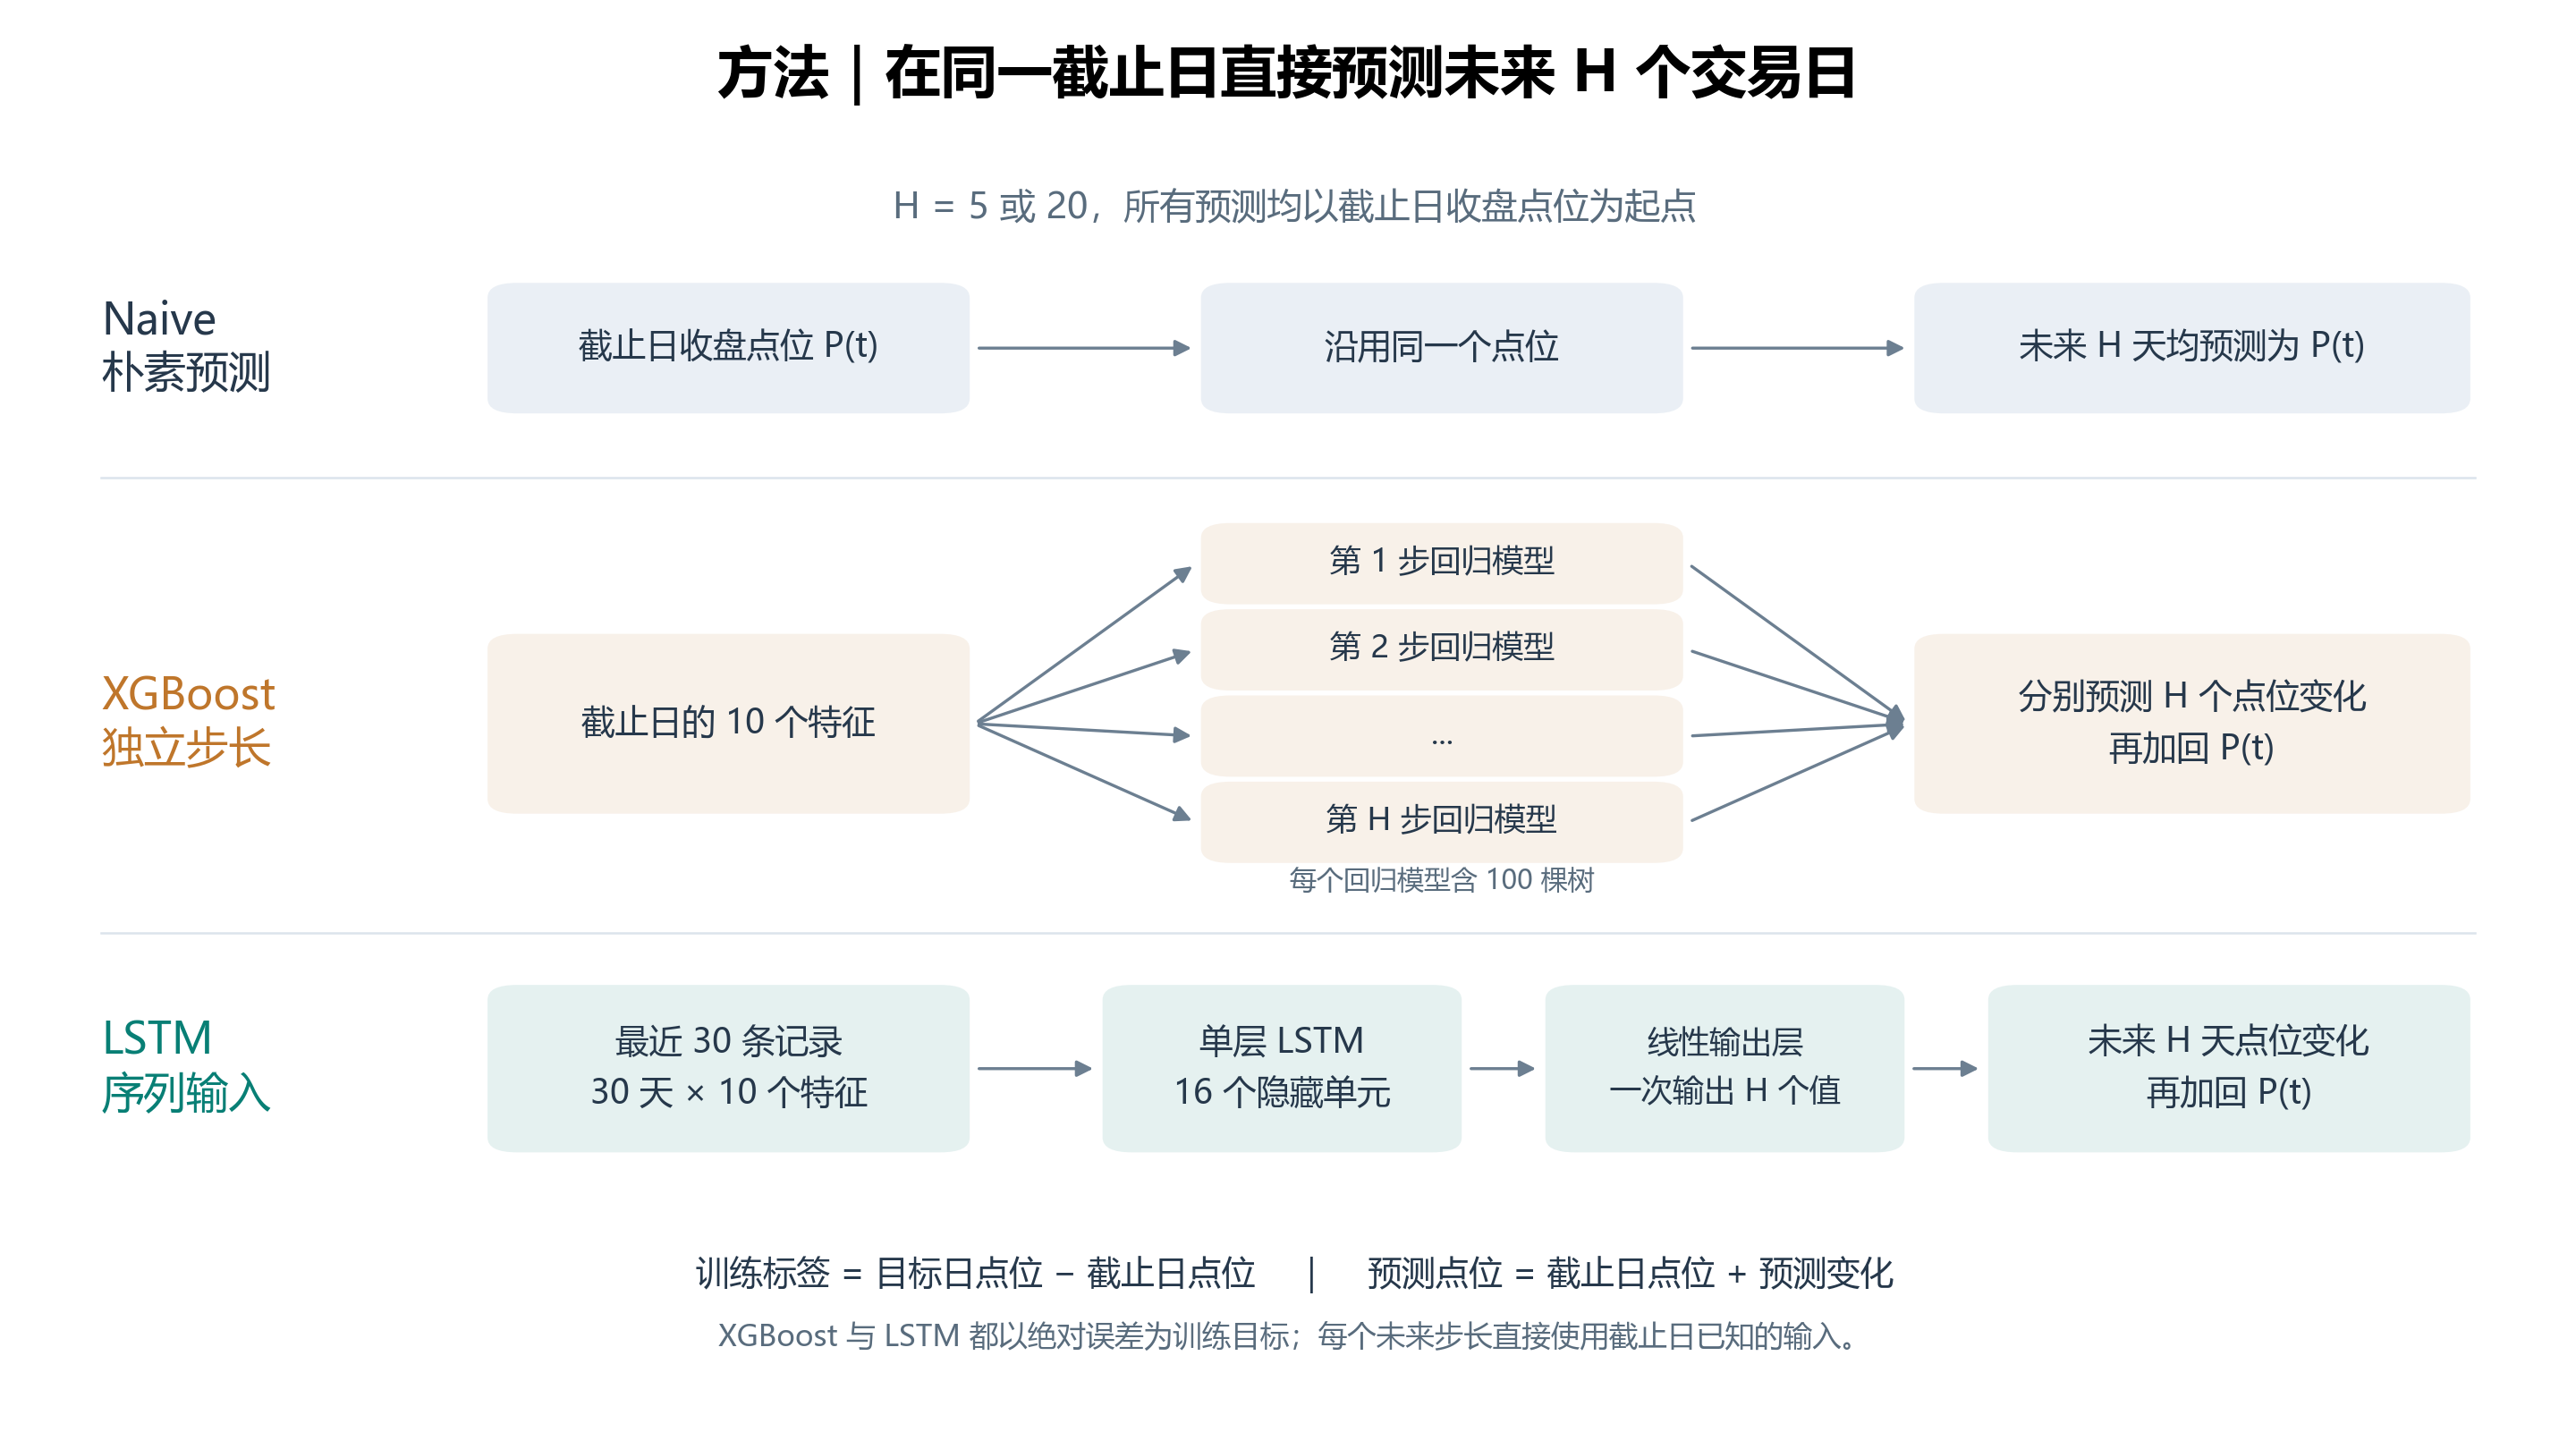 方法｜在同一截止日直接预测未来 H 个交易日
H = 5 或 20，所有预测均以截止日收盘点位为起点
Naive
朴素预测
截止日收盘点位 P(t)
沿用同一个点位
未来 H 天均预测为 P(t)
XGBoost
独立步长
截止日的 10 个特征
第 1 步回归模型
第 2 步回归模型
...
第 H 步回归模型
每个回归模型含 100 棵树
分别预测 H 个点位变化
再加回 P(t)
LSTM
序列输入
最近 30 条记录
30 天 × 10 个特征
单层 LSTM
16 个隐藏单元
线性输出层
一次输出 H 个值
未来 H 天点位变化
再加回 P(t)
训练标签 = 目标日点位 − 截止日点位 ｜ 预测点位 = 截止日点位 + 预测变化
XGBoost 与 LSTM 都以绝对误差为训练目标；每个未来步长直接使用截止日已知的输入。